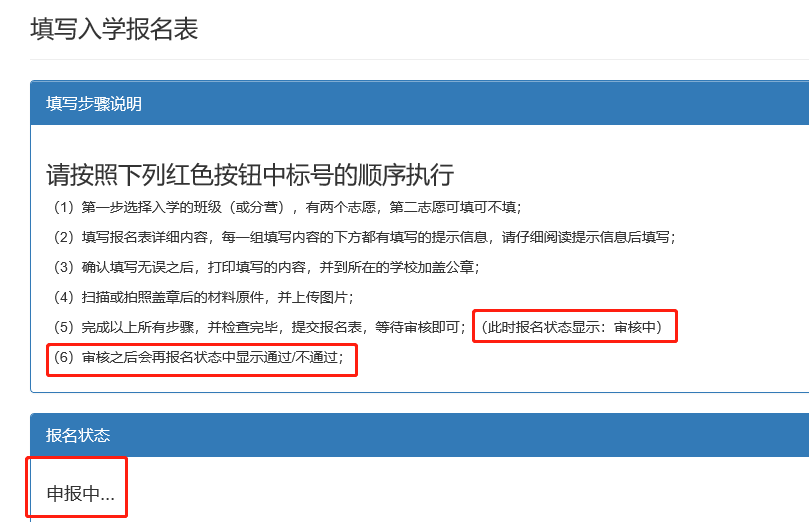 填写入学报名表
填写步骤说明
请按照下列红色按钮中标号的顺序执行
（1）第一步选择入学的班级（或分营），有两个志愿，第二志愿可填可不填；
（2）填写报名表详细内容，每一组填写内容的下方都有填写的提示信息，请仔细阅读提示信息后填写；
（3）确认填写无误之后，打印填写的内容，并到所在的学校加盖公章；
（4）扫描或拍照盖章后的材料原件，并上传图片；
（5）完成以上所有步骤，并检查完毕，提交报名表，等待审核即可；（此时报名状态显示：审核中）
（6）审核之后会再报名状态中显示通过/不通过；
报名状态
申报中...